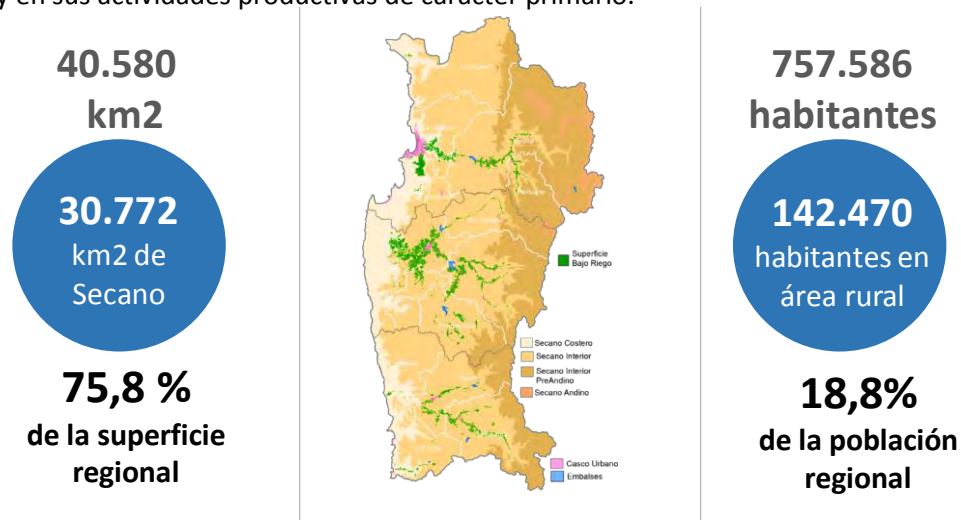 y en sus actividades productivas de carácter primario.
40.580
km2
30.772
km2 de
Secano
75,8 %
de la superficie
regional
Superficie
Bajo Riego
Secano Costero
Secano Interior
Secano Interior
PreAndino
Secano Andino
Casco Urbano
Embalses
757.586
habitantes
142.470
habitantes en
área rural
18,8%
de la población
regional